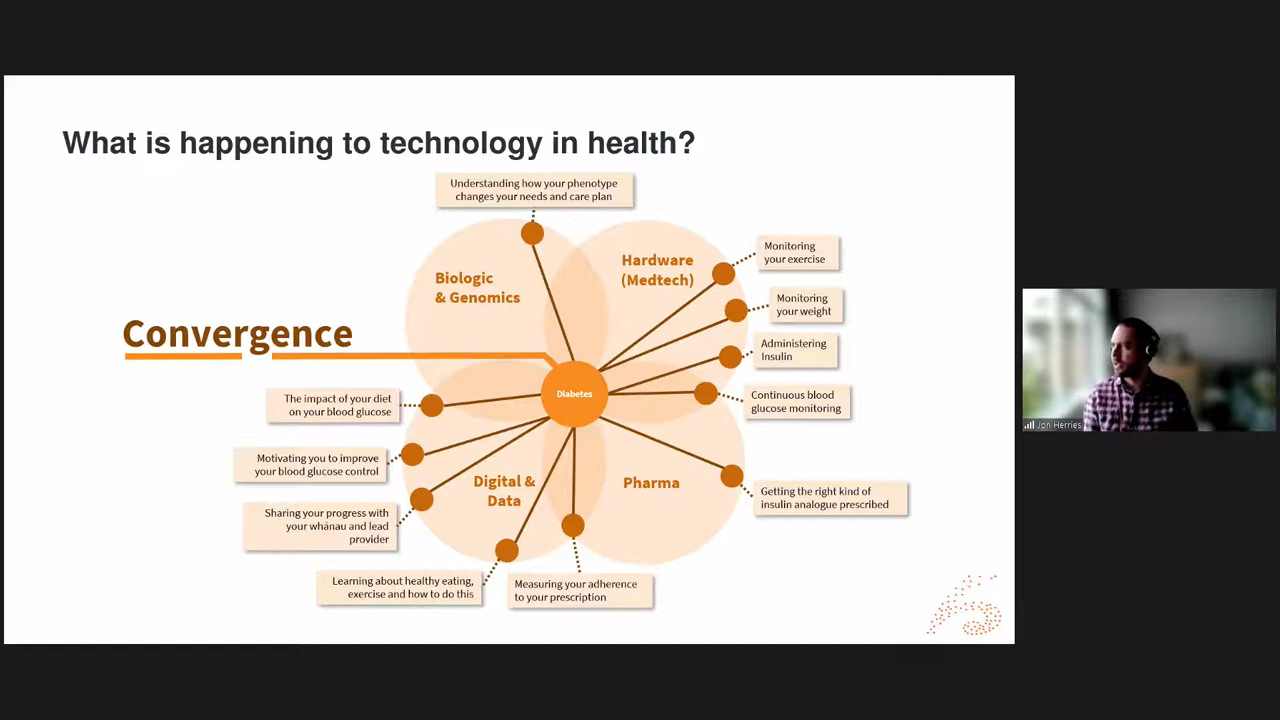 What is happening to technology in health?
Understanding how your phenotype
changes your needs and care plan
Biologic
& Genomics
Hardware
(Medtech)
Monitoring
your exercise
Monitoring
your weight
Administering
Insulin
Continuous blood
glucose monitoring
Convergence
Diabetes
The impact of your diet
on your blood glucose
Motivating you to improve
your blood glucose control
Sharing your progress with
your whānau and lead
provider
Digital &
Data
Pharma
Getting the right kind of
insulin analogue prescribed
Learning about healthy eating,
exercise and how to do this
Measuring your adherence
to your prescription
Jon Herries